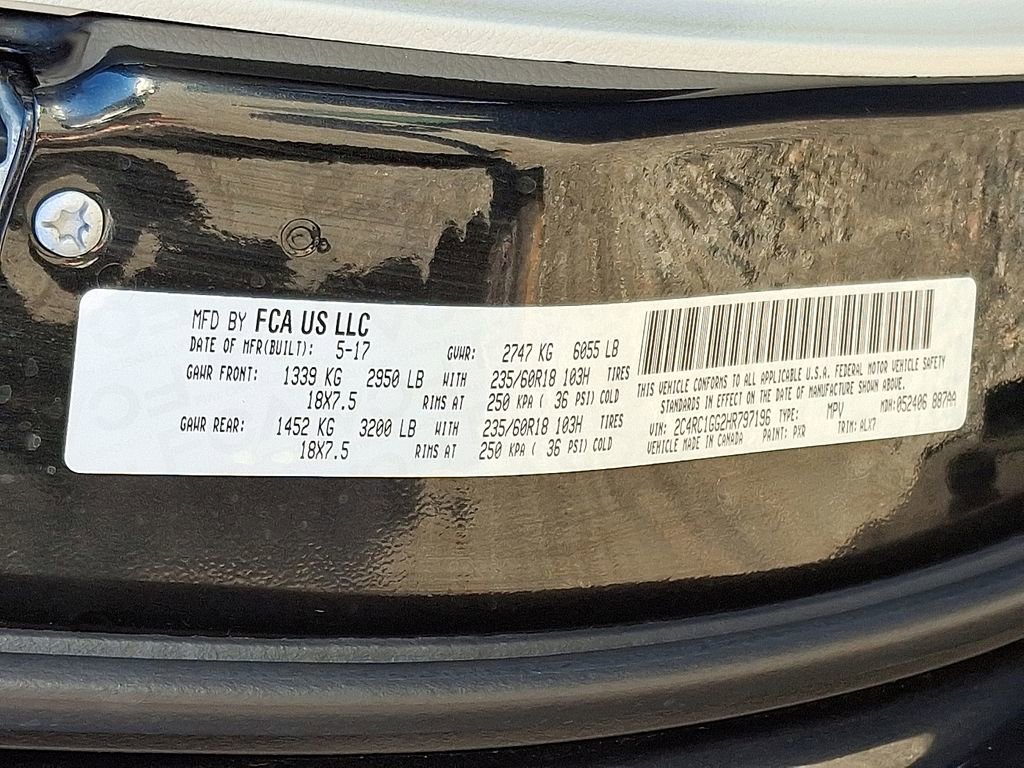 MFD BY FCA US LLC
DATE OF MFR(BUILT): 5-17 GVWR: 2747 KG 6055 LB
GAWR FRONT: 1339 KG 2950 LB WITH 235/60R18 103H TIRES
18X7.5 RIMS AT 250 KPA ( 36 PSI) COLD
GAWR REAR: 1452 KG 3200 LB WITH 235/60R18 103H TIRES
18X7.5 RIMS AT 250 KPA ( 36 PSI) COLD
THIS VEHICLE CONFORMS TO ALL APPLICABLE U.S.A. FEDERAL MOTOR VEHICLE SAFETY
STANDARDS IN EFFECT ON THE DATE OF MANUFACTURE SHOWN ABOVE.
VIN: 2C4RC1GG2HR797196 TYPE: MPV MDH: 052406 887AA
VEHICLE MADE IN CANADA PAINT: PXR TRIM: ALX7